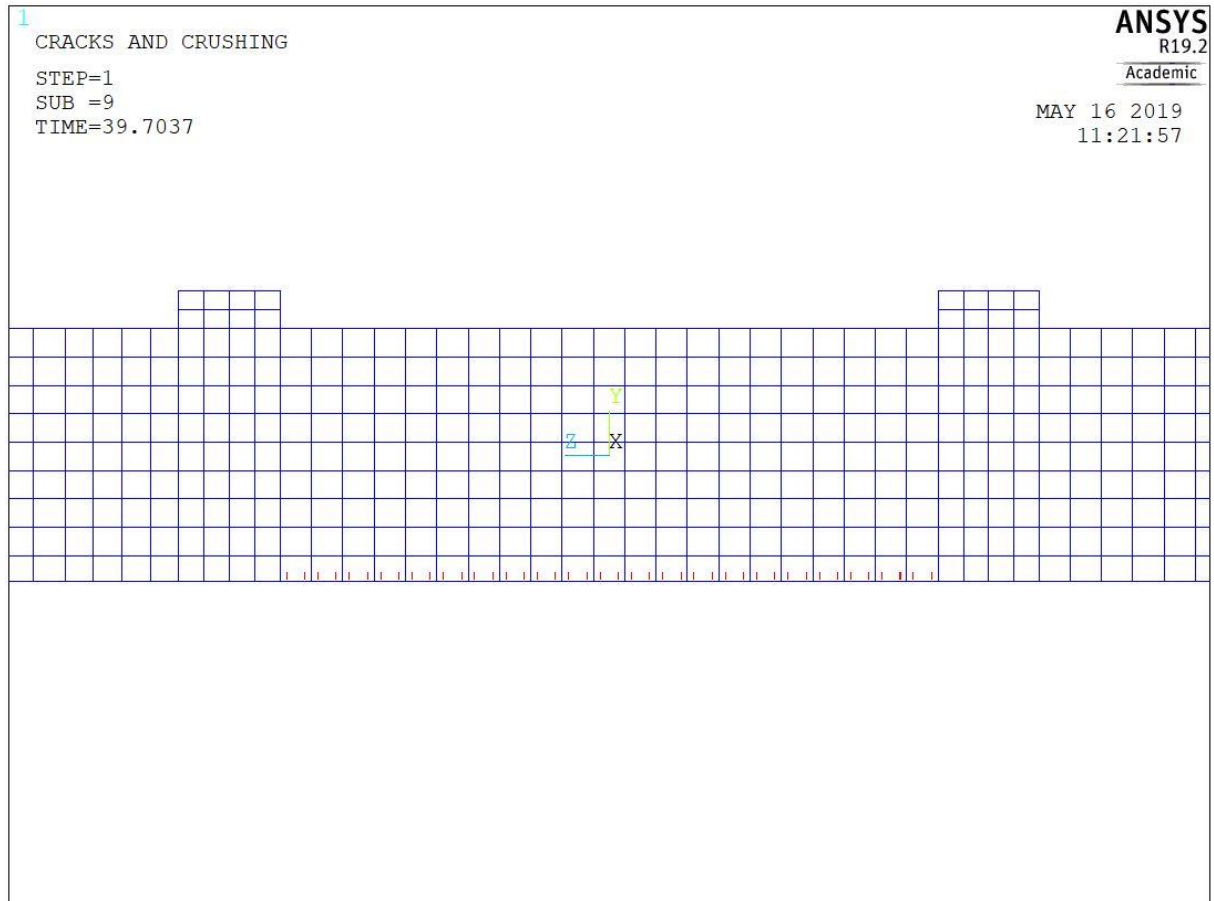 1
CRACKS AND CRUSHING
STEP=1
SUB =9
TIME=39.7037
ANSYS
R19.2
Academic
MAY 16 2019
11:21:57
Y
Z X